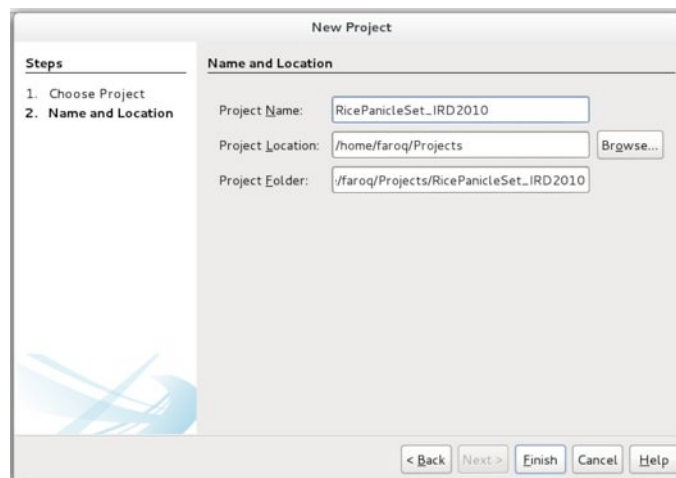 New Project
Steps
1. Choose Project
2. Name and Location
Name and Location
Project Name: RicePanicleSet_IRD2010
Project Location: /home/faroq/Projects Browse...
Project Folder: /faroq/Projects/RicePanicleSet_IRD2010
< Back Next > Finish Cancel Help